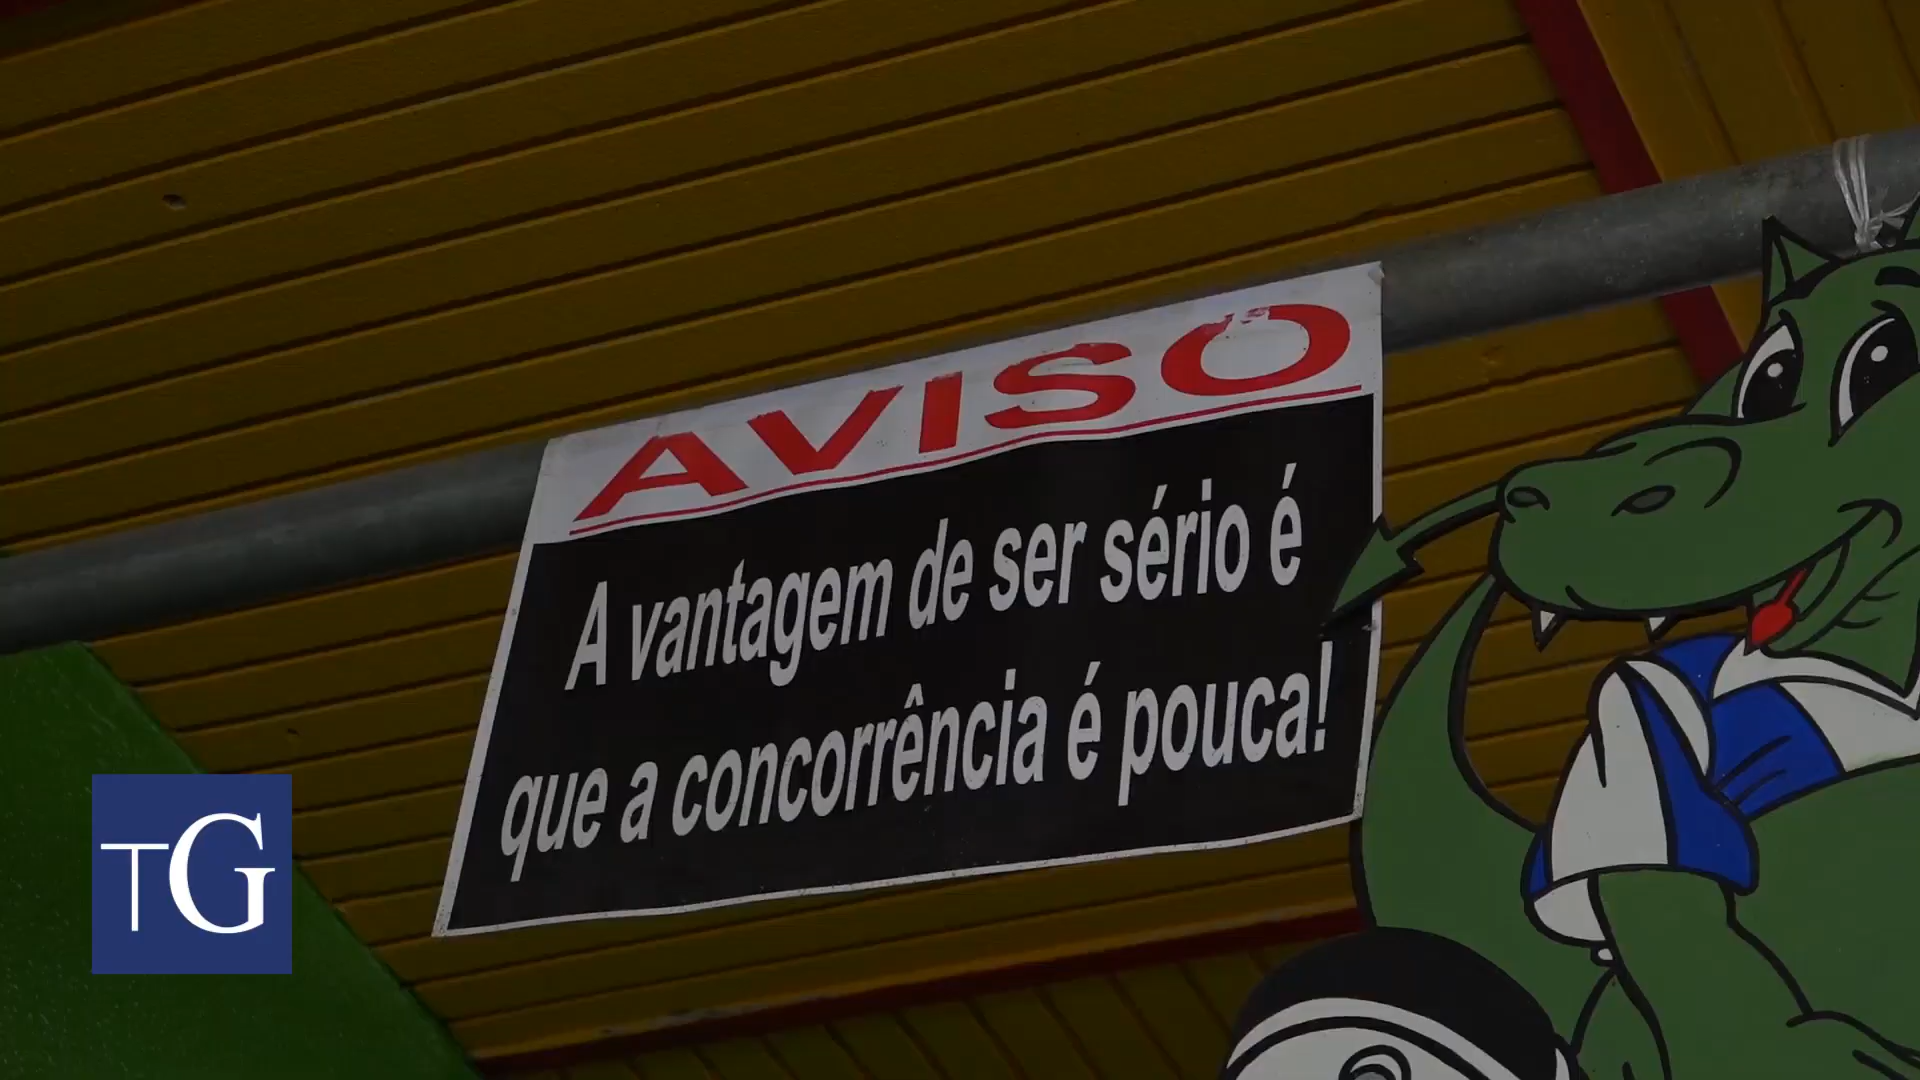 AVISO
A vantagem de ser sério é
que a concorrência é pouca!
TG